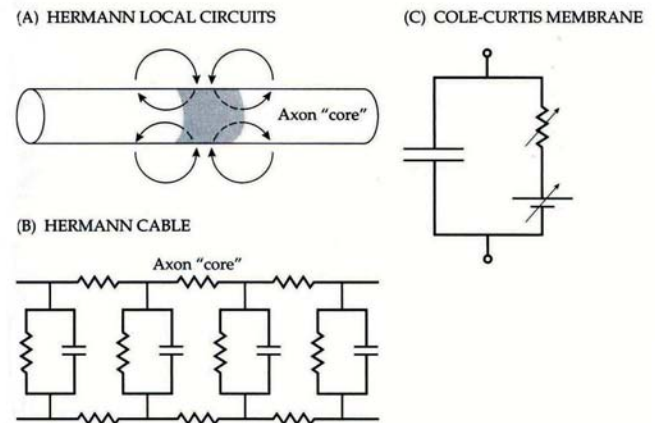 (A) HERMANN LOCAL CIRCUITS
Axon "core"
(B) HERMANN CABLE
Axon "core"
(C) COLE-CURTIS MEMBRANE